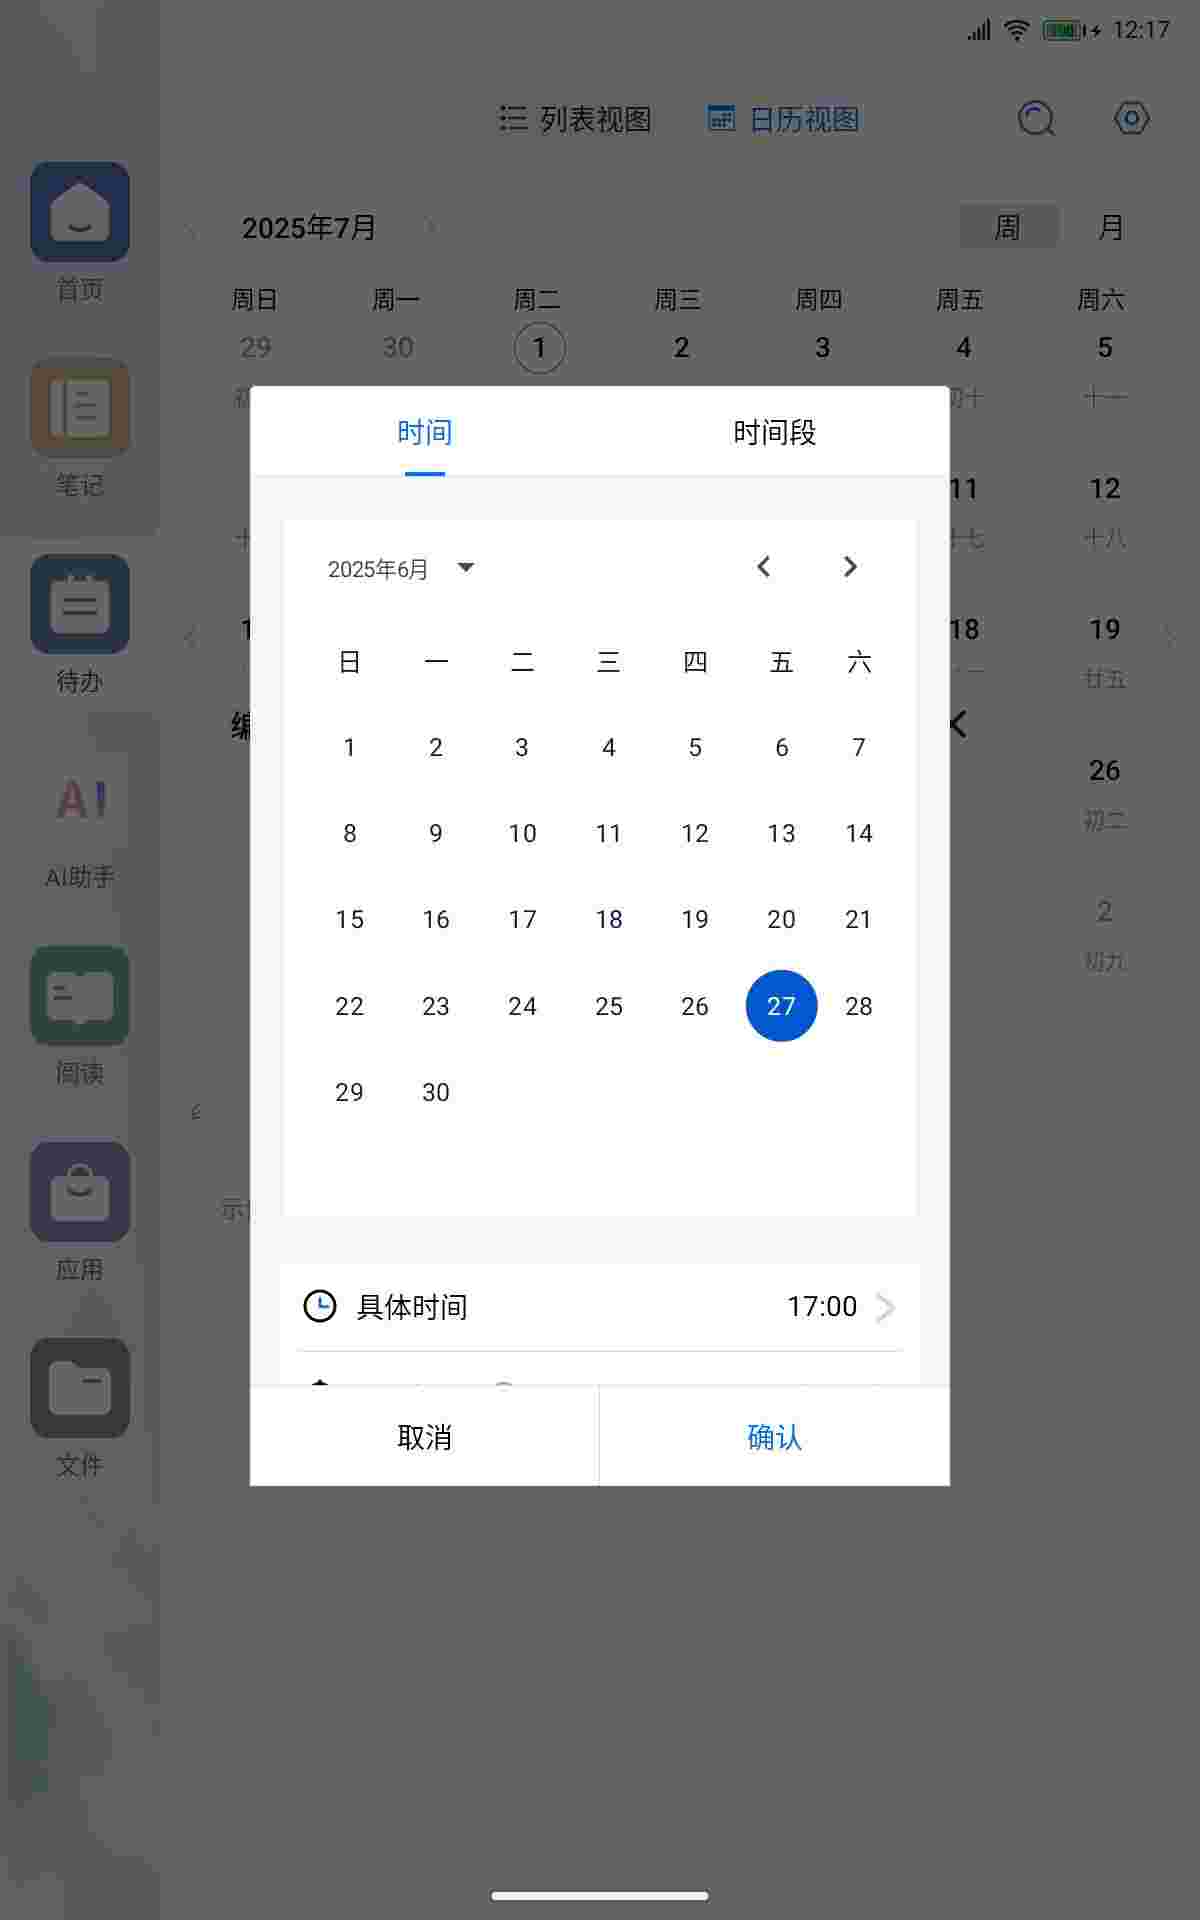 12:17
列表视图 日历视图
2025年7月 周 月
周日 周一 周二 周三 周四 周五 周六
29 30 1 2 3 4 5
初十 十一
11 12
十七 十八
18 19
廿五
26
初二
2
初九
首页
笔记
待办
AI
AI助手
阅读
应用
文件
时间 时间段
2025年6月
日 一 二 三 四 五 六
1 2 3 4 5 6 7
8 9 10 11 12 13 14
15 16 17 18 19 20 21
22 23 24 25 26 27 28
29 30
具体时间 17:00
取消 确认